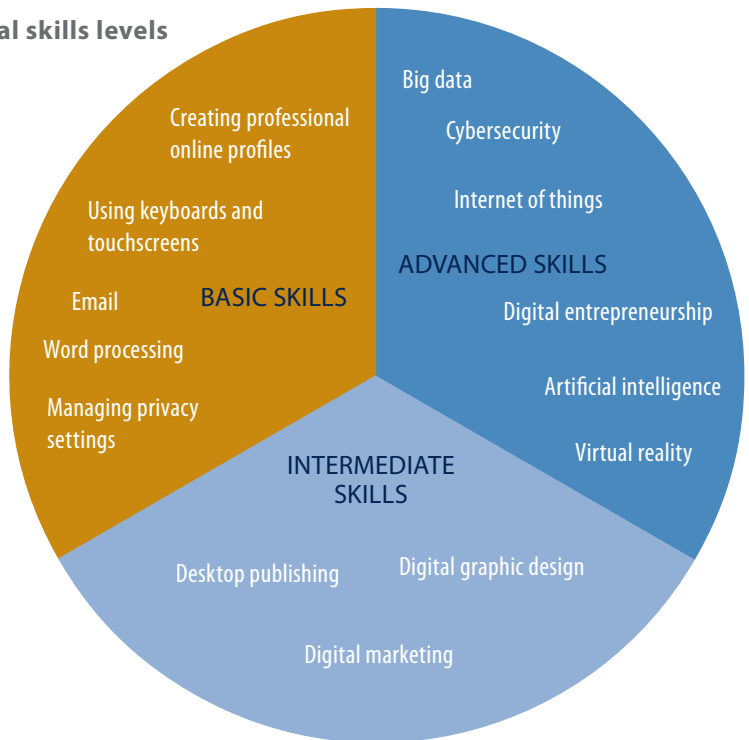 al skills levels
Big data
Cybersecurity
Internet of things
ADVANCED SKILLS
Digital entrepreneurship
Artificial intelligence
Virtual reality
Creating professional
online profiles
Using keyboards and
touchscreens
Email
BASIC SKILLS
Word processing
Managing privacy
settings
INTERMEDIATE
SKILLS
Desktop publishing
Digital graphic design
Digital marketing